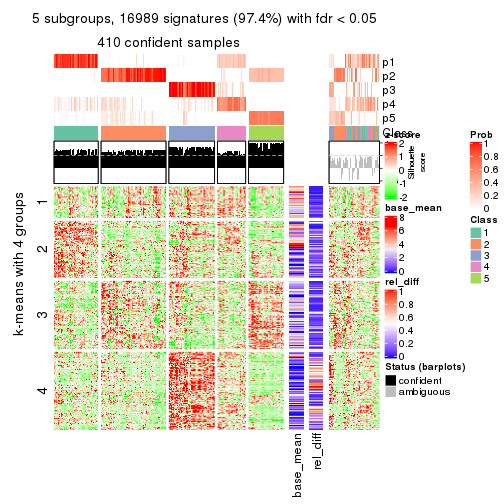 5 subgroups, 16989 signatures (97.4%) with fdr < 0.05
410 confident samples
p1
p2
p3
p4
p5
Class
z-score
2
1
0
-1
-2
Silhouette
score
Prob
1
0.8
0.6
0.4
0.2
0
base_mean
8
6
4
2
0
Class
1
2
3
4
5
rel_diff
1
0.8
0.6
0.4
0.2
0
Status (barplots)
confident
ambiguous
k-means with 4 groups
1
2
3
4
base_mean
rel_diff